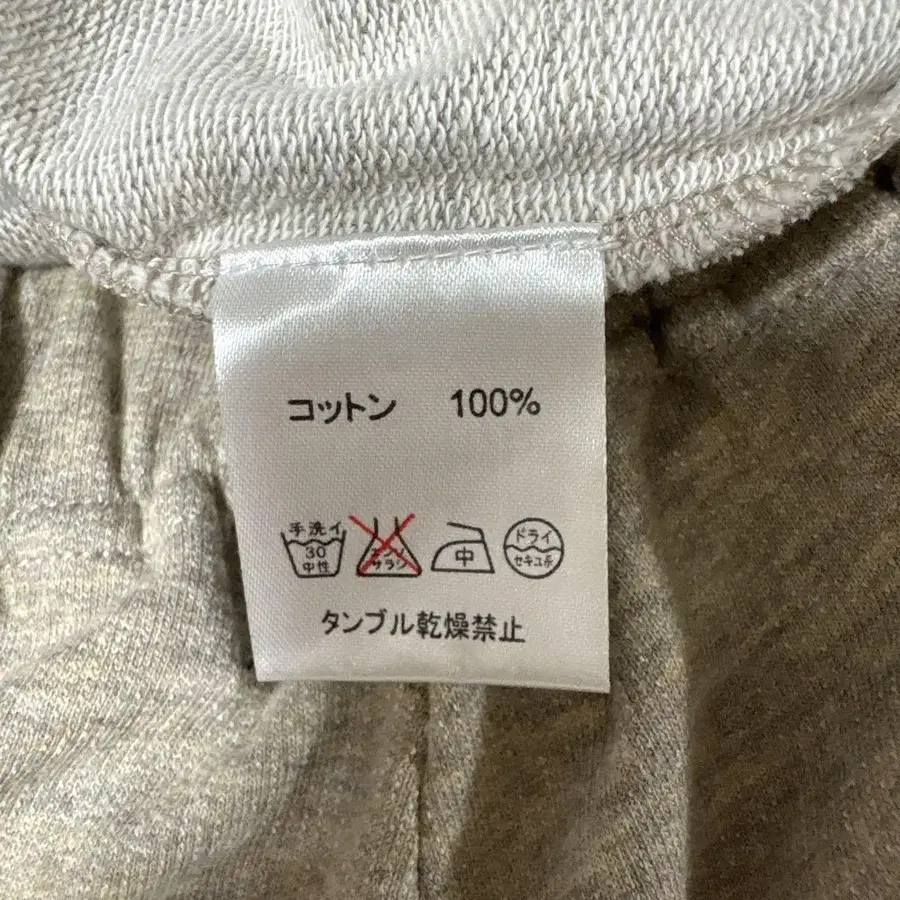 コットン 100%
手洗イ
30
中性
エンソ
サラシ
中
ドライ
セキユ系
タンブル乾燥禁止